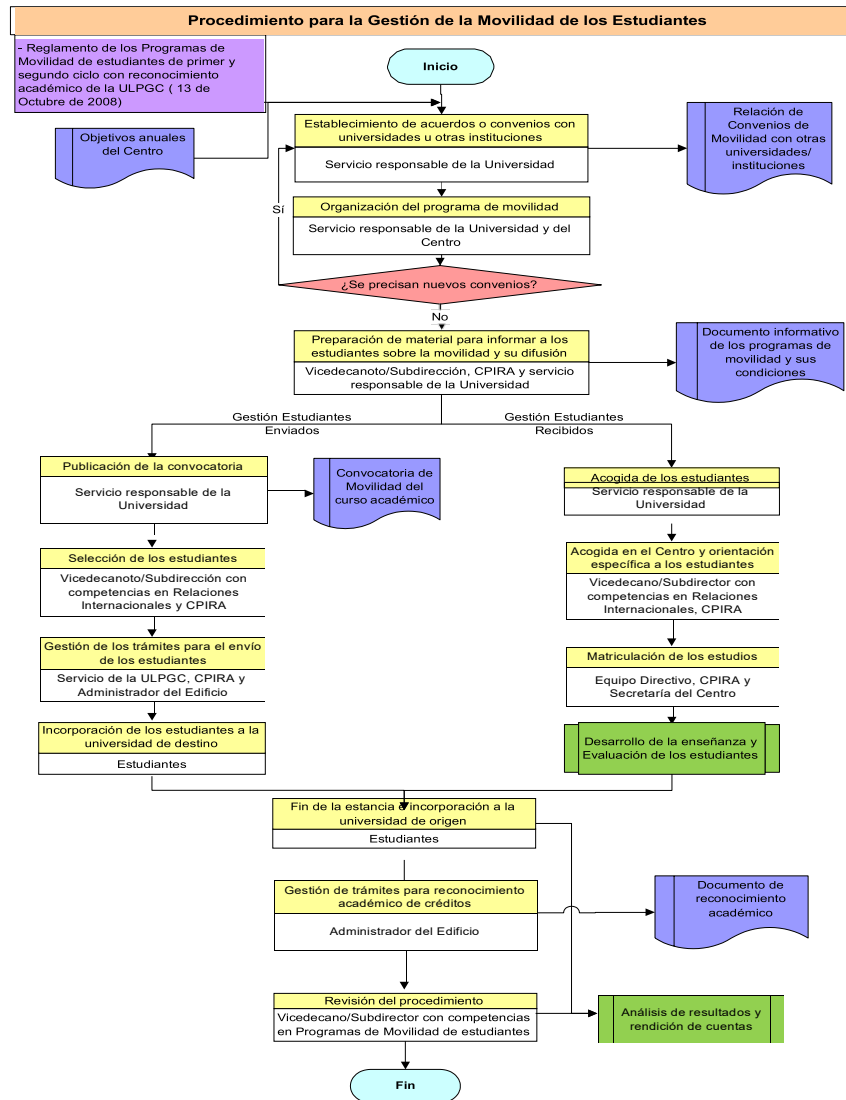 Procedimiento para la Gestión de la Movilidad de los Estudiantes
- Reglamento de los Programas de
Movilidad de estudiantes de primer y
segundo ciclo con reconocimiento
académico de la ULPGC ( 13 de
Octubre de 2008)
Inicio
Objetivos anuales
del Centro
Establecimiento de acuerdos o convenios con
universidades u otras instituciones
Servicio responsable de la Universidad
Relación de
Convenios de
Movilidad con otras
universidades/
instituciones
Sí
Organización del programa de movilidad
Servicio responsable de la Universidad y del
Centro
¿Se precisan nuevos convenios?
No
Preparación de material para informar a los
estudiantes sobre la movilidad y su difusión
Vicedecanoto/Subdirección, CPIRA y servicio
responsable de la Universidad
Documento informativo
de los programas de
movilidad y sus
condiciones
Gestión Estudiantes
Enviados
Gestión Estudiantes
Recibidos
Publicación de la convocatoria
Servicio responsable de la
Universidad
Convocatoria de
Movilidad del
curso académico
Acogida de los estudiantes
Servicio responsable de la
Universidad
Selección de los estudiantes
Vicedecanoto/Subdirección con
competencias en Relaciones
Internacionales y CPIRA
Acogida en el Centro y orientación
específica a los estudiantes
Vicedecano/Subdirector con
competencias en Relaciones
Internacionales, CPIRA
Gestión de los trámites para el envío
de los estudiantes
Servicio de la ULPGC, CPIRA y
Administrador del Edificio
Matriculación de los estudios
Equipo Directivo, CPIRA y
Secretaría del Centro
Incorporación de los estudiantes a la
universidad de destino
Estudiantes
Desarrollo de la enseñanza y
Evaluación de los estudiantes
Fin de la estancia e incorporación a la
universidad de origen
Estudiantes
Gestión de trámites para reconocimiento
académico de créditos
Administrador del Edificio
Documento de
reconocimiento
académico
Revisión del procedimiento
Vicedecano/Subdirector con competencias
en Programas de Movilidad de estudiantes
Análisis de resultados y
rendición de cuentas
Fin